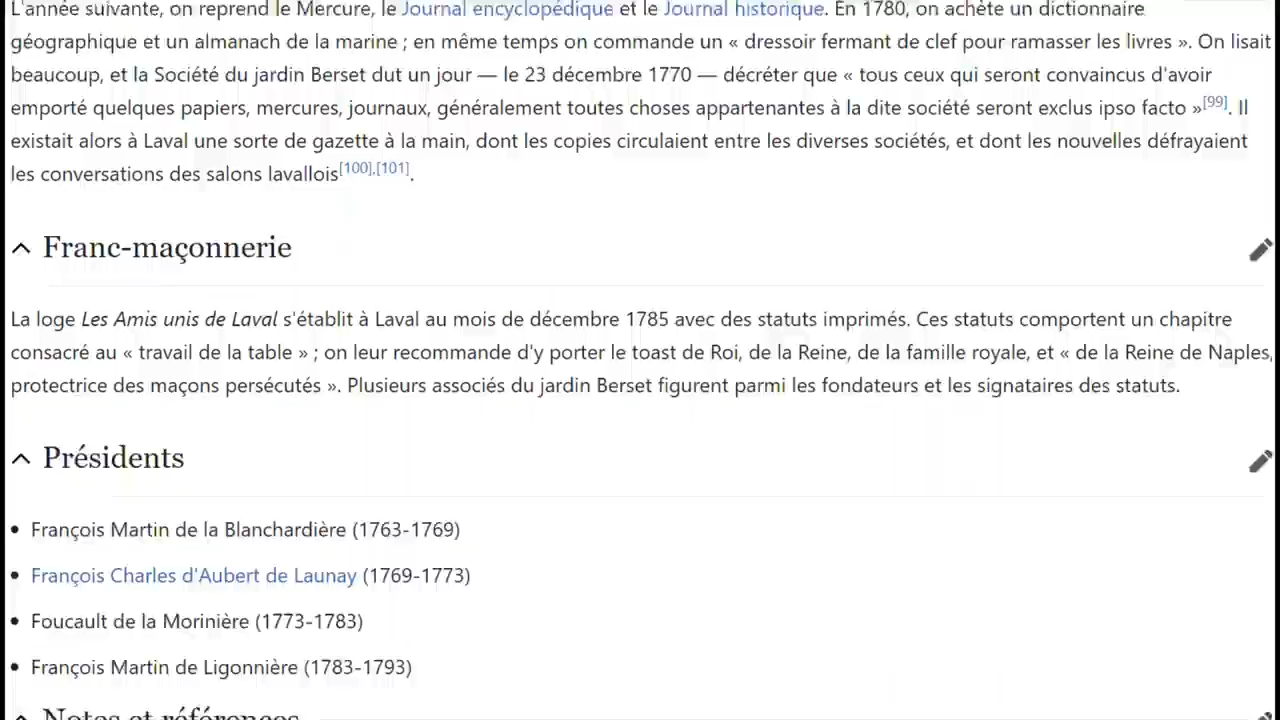 L'année suivante, on reprend le Mercure, le Journal encyclopédique et le Journal historique. En 1780, on achète un dictionnaire
géographique et un almanach de la marine ; en même temps on commande un « dressoir fermant de clef pour ramasser les livres ». On lisait
beaucoup, et la Société du jardin Berset dut un jour — le 23 décembre 1770 — décréter que « tous ceux qui seront convaincus d'avoir
emporté quelques papiers, mercures, journaux, généralement toutes choses appartenantes à la dite société seront exclus ipso facto »[99]. Il
existait alors à Laval une sorte de gazette à la main, dont les copies circulaient entre les diverses sociétés, et dont les nouvelles défrayaient
les conversations des salons lavallois[100],[101].
Franc-maçonnerie
La loge Les Amis unis de Laval s'établit à Laval au mois de décembre 1785 avec des statuts imprimés. Ces statuts comportent un chapitre
consacré au « travail de la table » ; on leur recommande d'y porter le toast de Roi, de la Reine, de la famille royale, et « de la Reine de Naples,
protectrice des maçons persécutés ». Plusieurs associés du jardin Berset figurent parmi les fondateurs et les signataires des statuts.
Présidents
François Martin de la Blanchardière (1763-1769)
François Charles d'Aubert de Launay (1769-1773)
Foucault de la Morinière (1773-1783)
François Martin de Ligonnière (1783-1793)
Notes et références